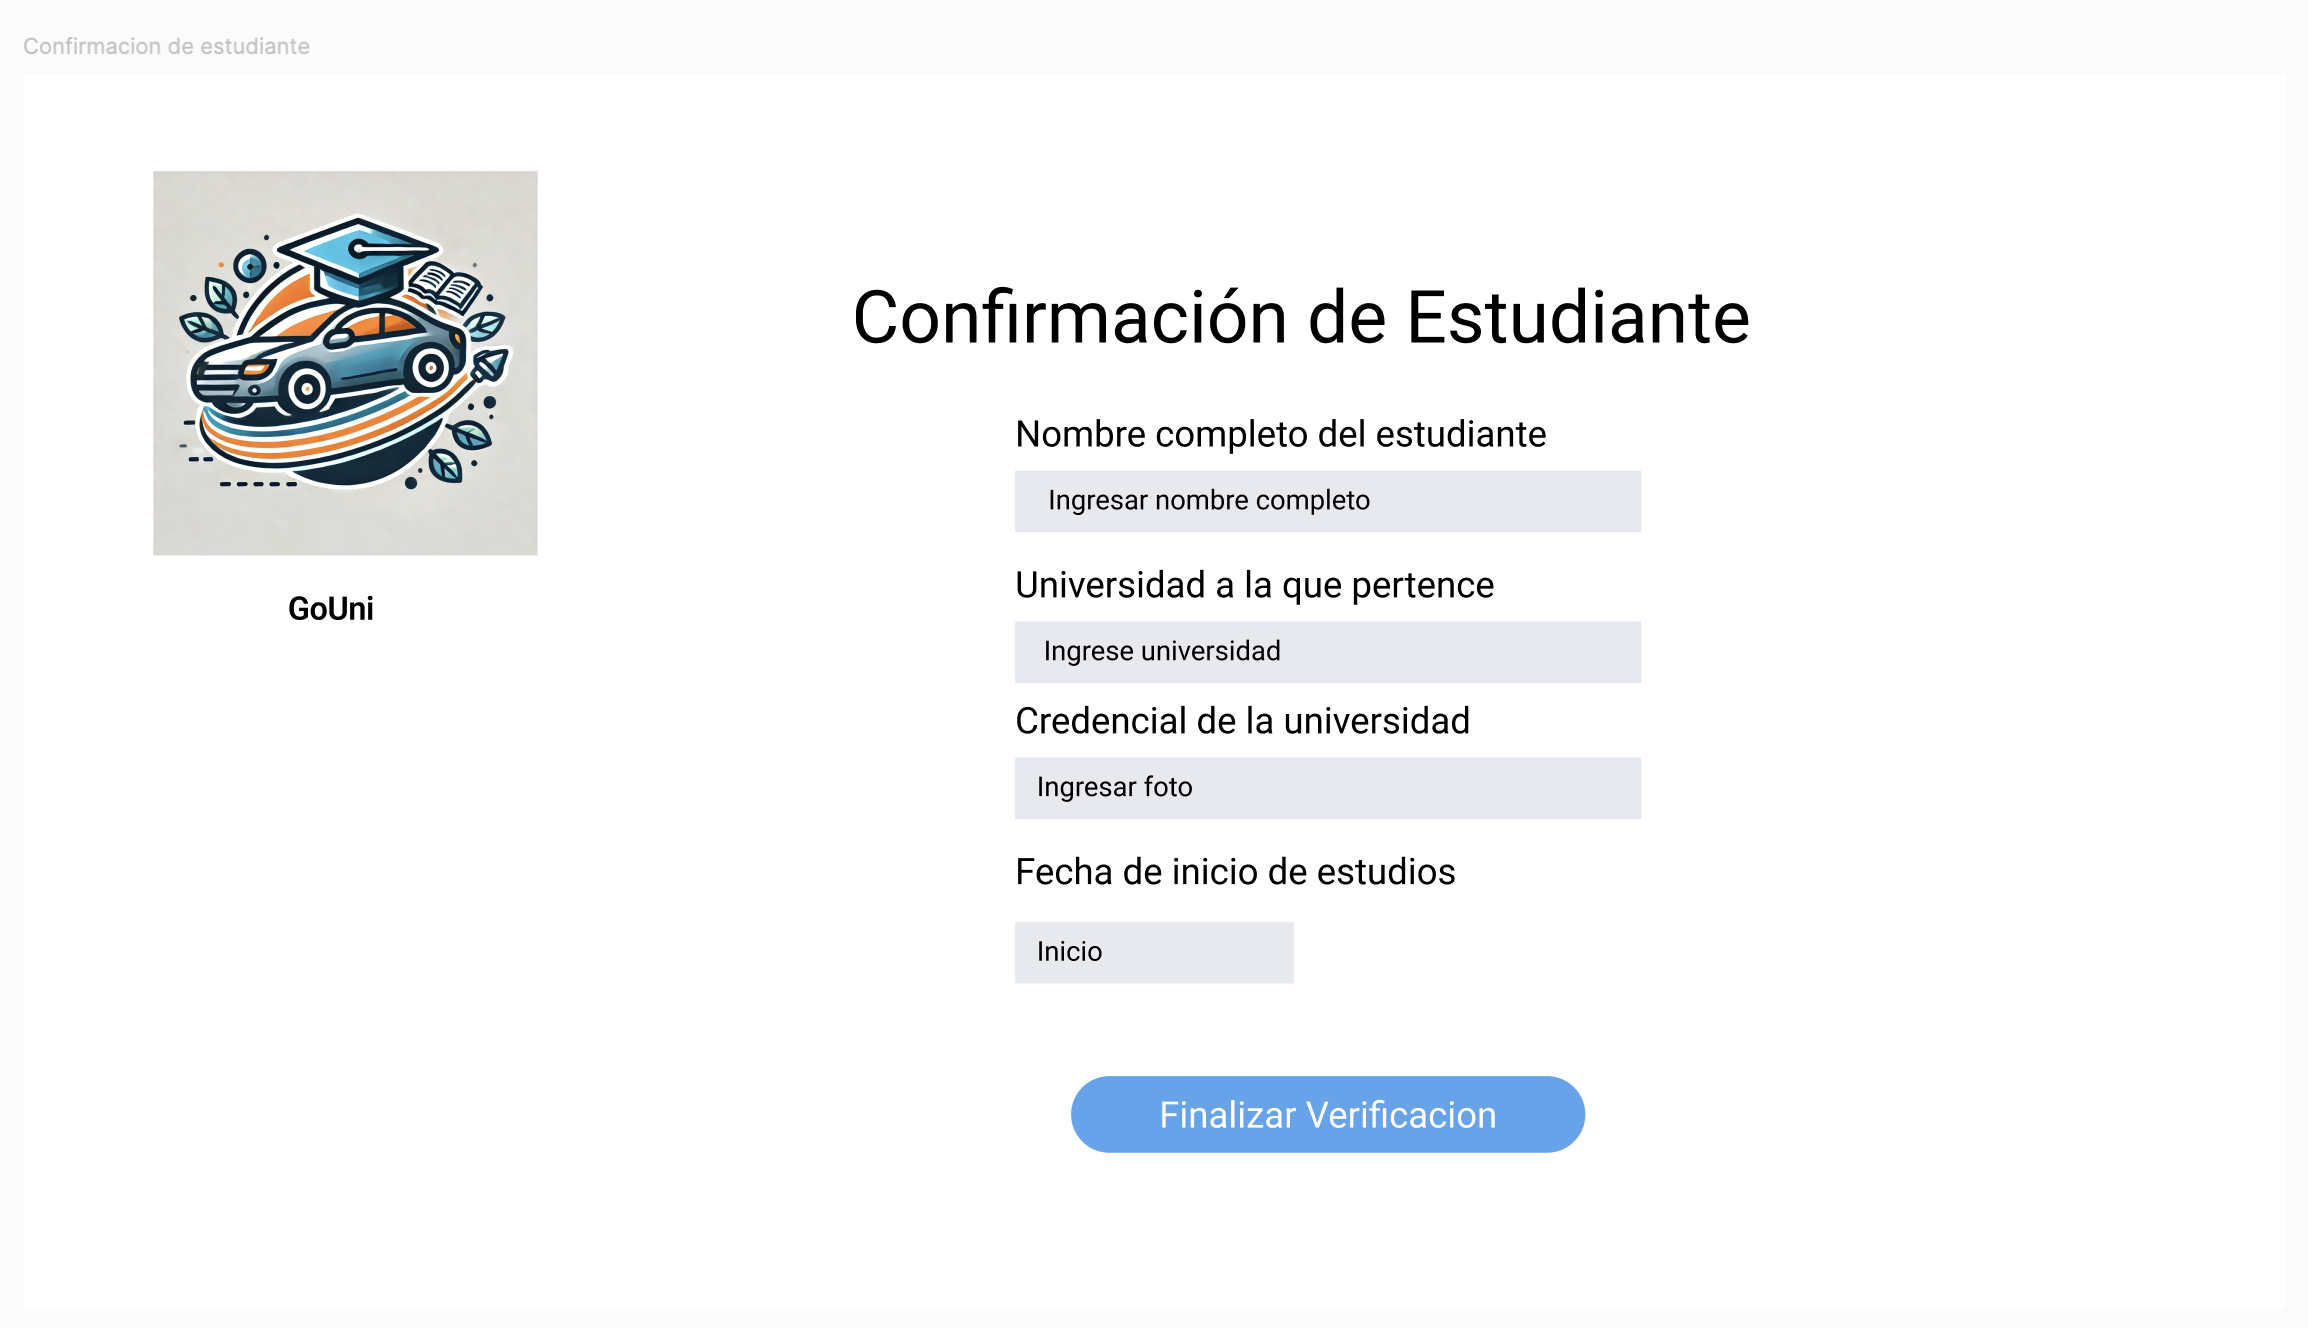 Confirmacion de estudiante
GoUni
Confirmación de Estudiante
Nombre completo del estudiante
Ingresar nombre completo
Universidad a la que pertence
Ingrese universidad
Credencial de la universidad
Ingresar foto
Fecha de inicio de estudios
Inicio
Finalizar Verificacion